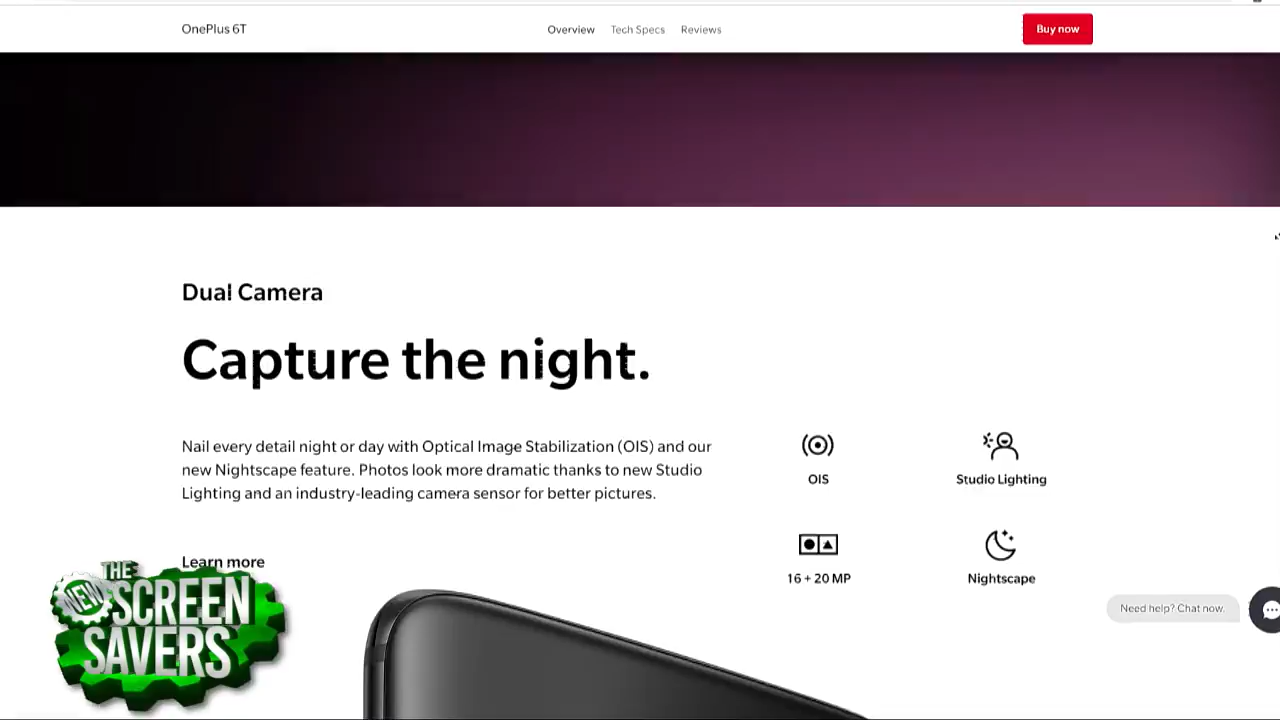 OnePlus 6T
Overview
Tech Specs
Reviews
Buy now
Dual Camera
Capture the night.
Nail every detail night or day with Optical Image Stabilization (OIS) and our
new Nightscape feature. Photos look more dramatic thanks to new Studio
Lighting and an industry-leading camera sensor for better pictures.
Learn more
OIS
Studio Lighting
16 + 20 MP
Nightscape
Need help? Chat now.
THE
NEW SCREEN
SAVERS